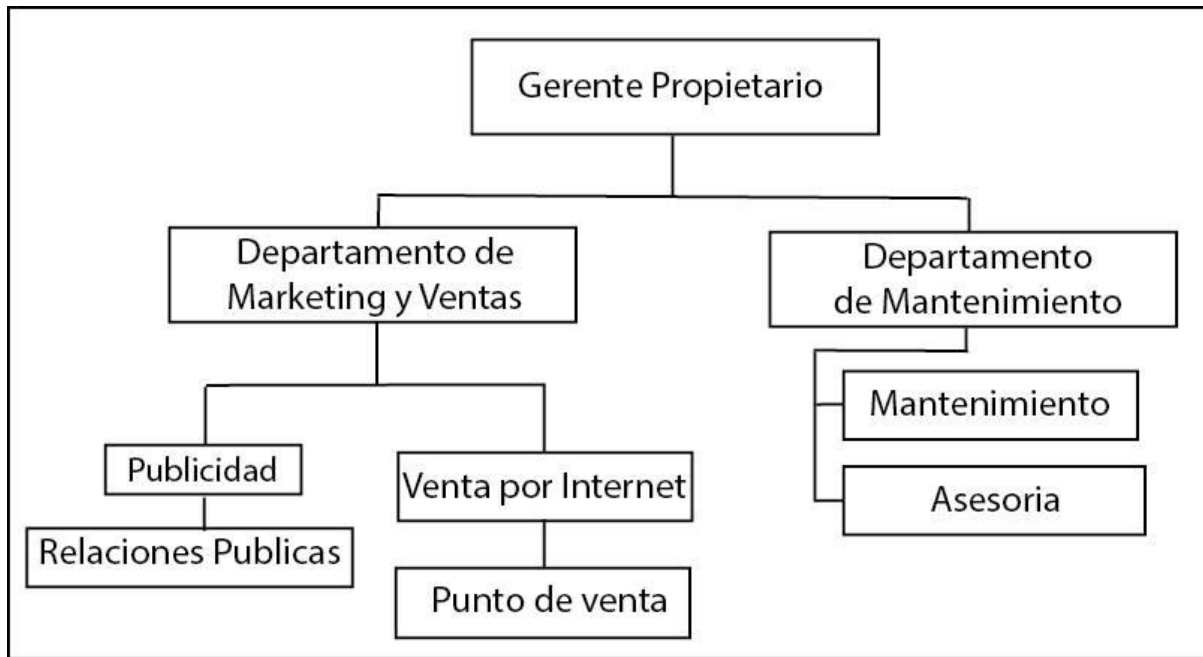 Gerente Propietario
Departamento de
Marketing y Ventas
Departamento
de Mantenimiento
Publicidad
Relaciones Publicas
Venta por Internet
Punto de venta
Mantenimiento
Asesoria